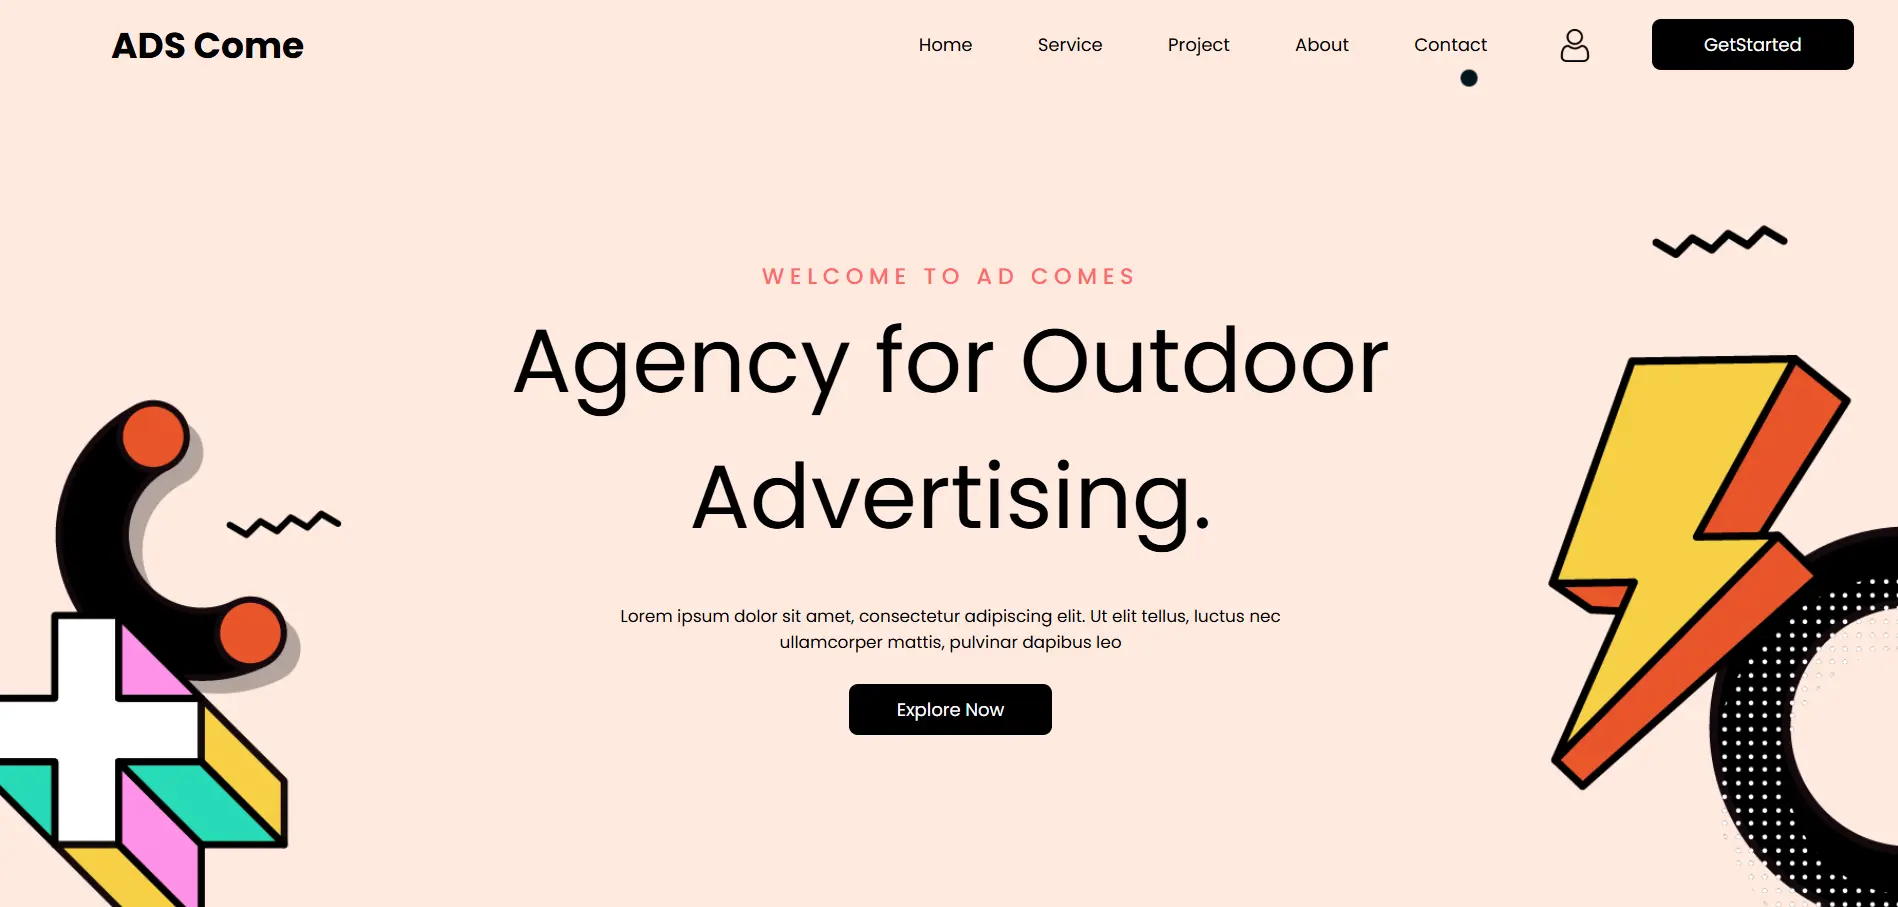 ADS Come
Home Service Project About Contact GetStarted
WELCOME TO AD COMES
Agency for Outdoor
Advertising.
Lorem ipsum dolor sit amet, consectetur adipiscing elit. Ut elit tellus, luctus nec
ullamcorper mattis, pulvinar dapibus leo
Explore Now